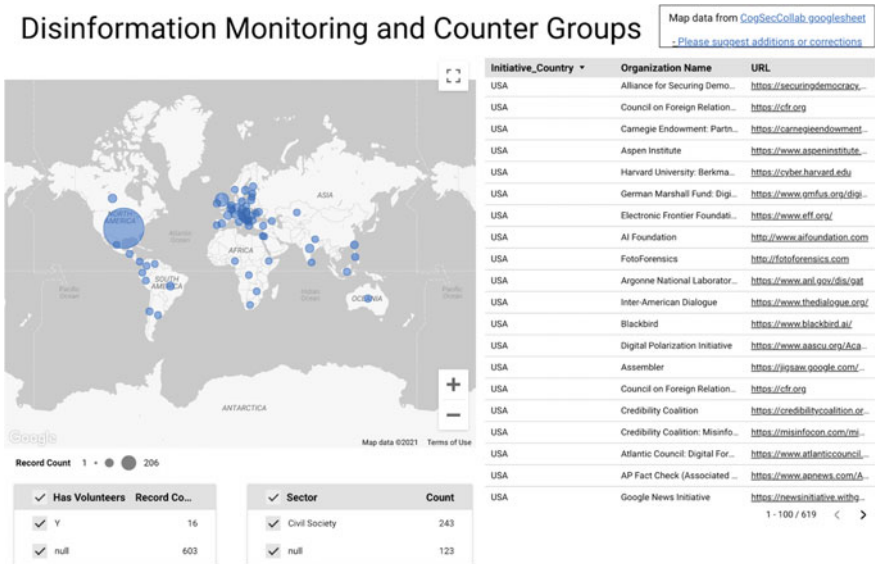 Disinformation Monitoring and Counter Groups
Map data from CogSecCollab googlesheet
- Please suggest additions or corrections
Initiative_Country Organization Name URL
USA Alliance for Securing Demo... https://securingdemocracy....
USA Council on Foreign Relation... https://cfr.org
USA Carnegie Endowment: Partn... https://carnegieendowment...
USA Aspen Institute https://www.aspeninstitute...
USA Harvard University: Berkma... https://cyber.harvard.edu
USA German Marshall Fund: Digi... https://www.gmfus.org/digi...
USA Electronic Frontier Foundati... https://www.eff.org/
USA AI Foundation http://www.aifoundation.com
USA FotoForensics http://fotoforensics.com
USA Argonne National Laborator... https://www.anl.gov/dis/gat
USA Inter-American Dialogue https://www.thedialogue.org/
USA Blackbird https://www.blackbird.ai/
USA Digital Polarization Initiative https://www.aascu.org/Aca...
USA Assembler https://jigsaw.google.com/...
USA Council on Foreign Relation... https://cfr.org
USA Credibility Coalition https://credibilitycoalition.or...
USA Credibility Coalition: Misinfo... https://misinfocon.com/mi...
USA Atlantic Council: Digital For... https://www.atlanticcouncil....
USA AP Fact Check (Associated ... https://www.apnews.com/A...
USA Google News Initiative https://newsinitiative.withg...
1 - 100 / 619
NORTH
AMERICA
ASIA
Atlantic
Ocean
AFRICA
SOUTH
AMERICA
Pacific
Ocean
Indian
Ocean
OCEANIA
Pacific
Ocean
ANTARCTICA
Google
Map data ©2021 Terms of Use
Record Count 1 206
Has Volunteers Record Co...
Y 16
null 603
Sector Count
Civil Society 243
null 123